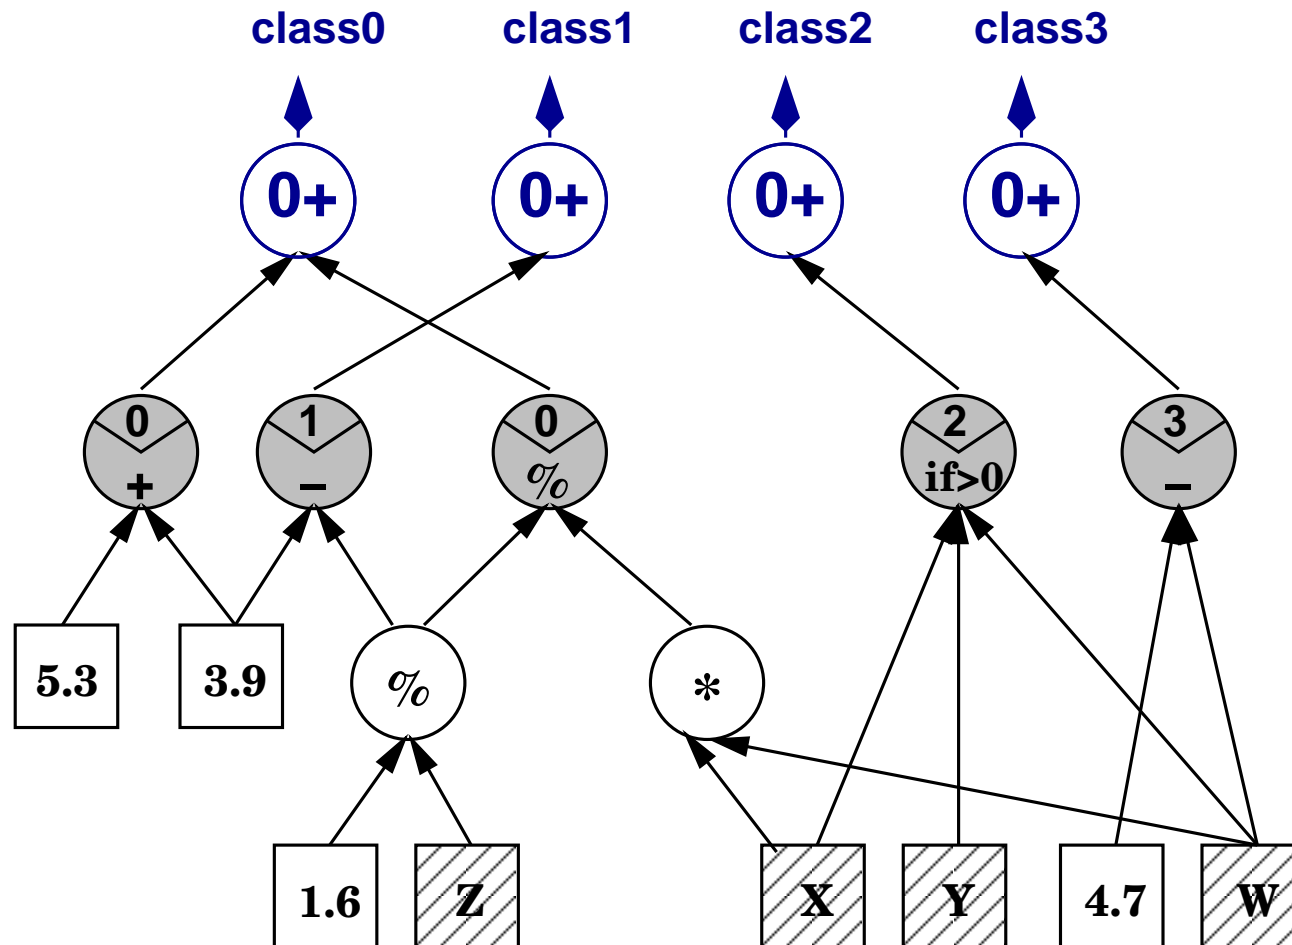 class0 class1 class2 class3
0+ 0+ 0+ 0+
0 1 0 2 3
+ − % if>0 −
5.3 3.9 % *
1.6 Z X Y 4.7 W